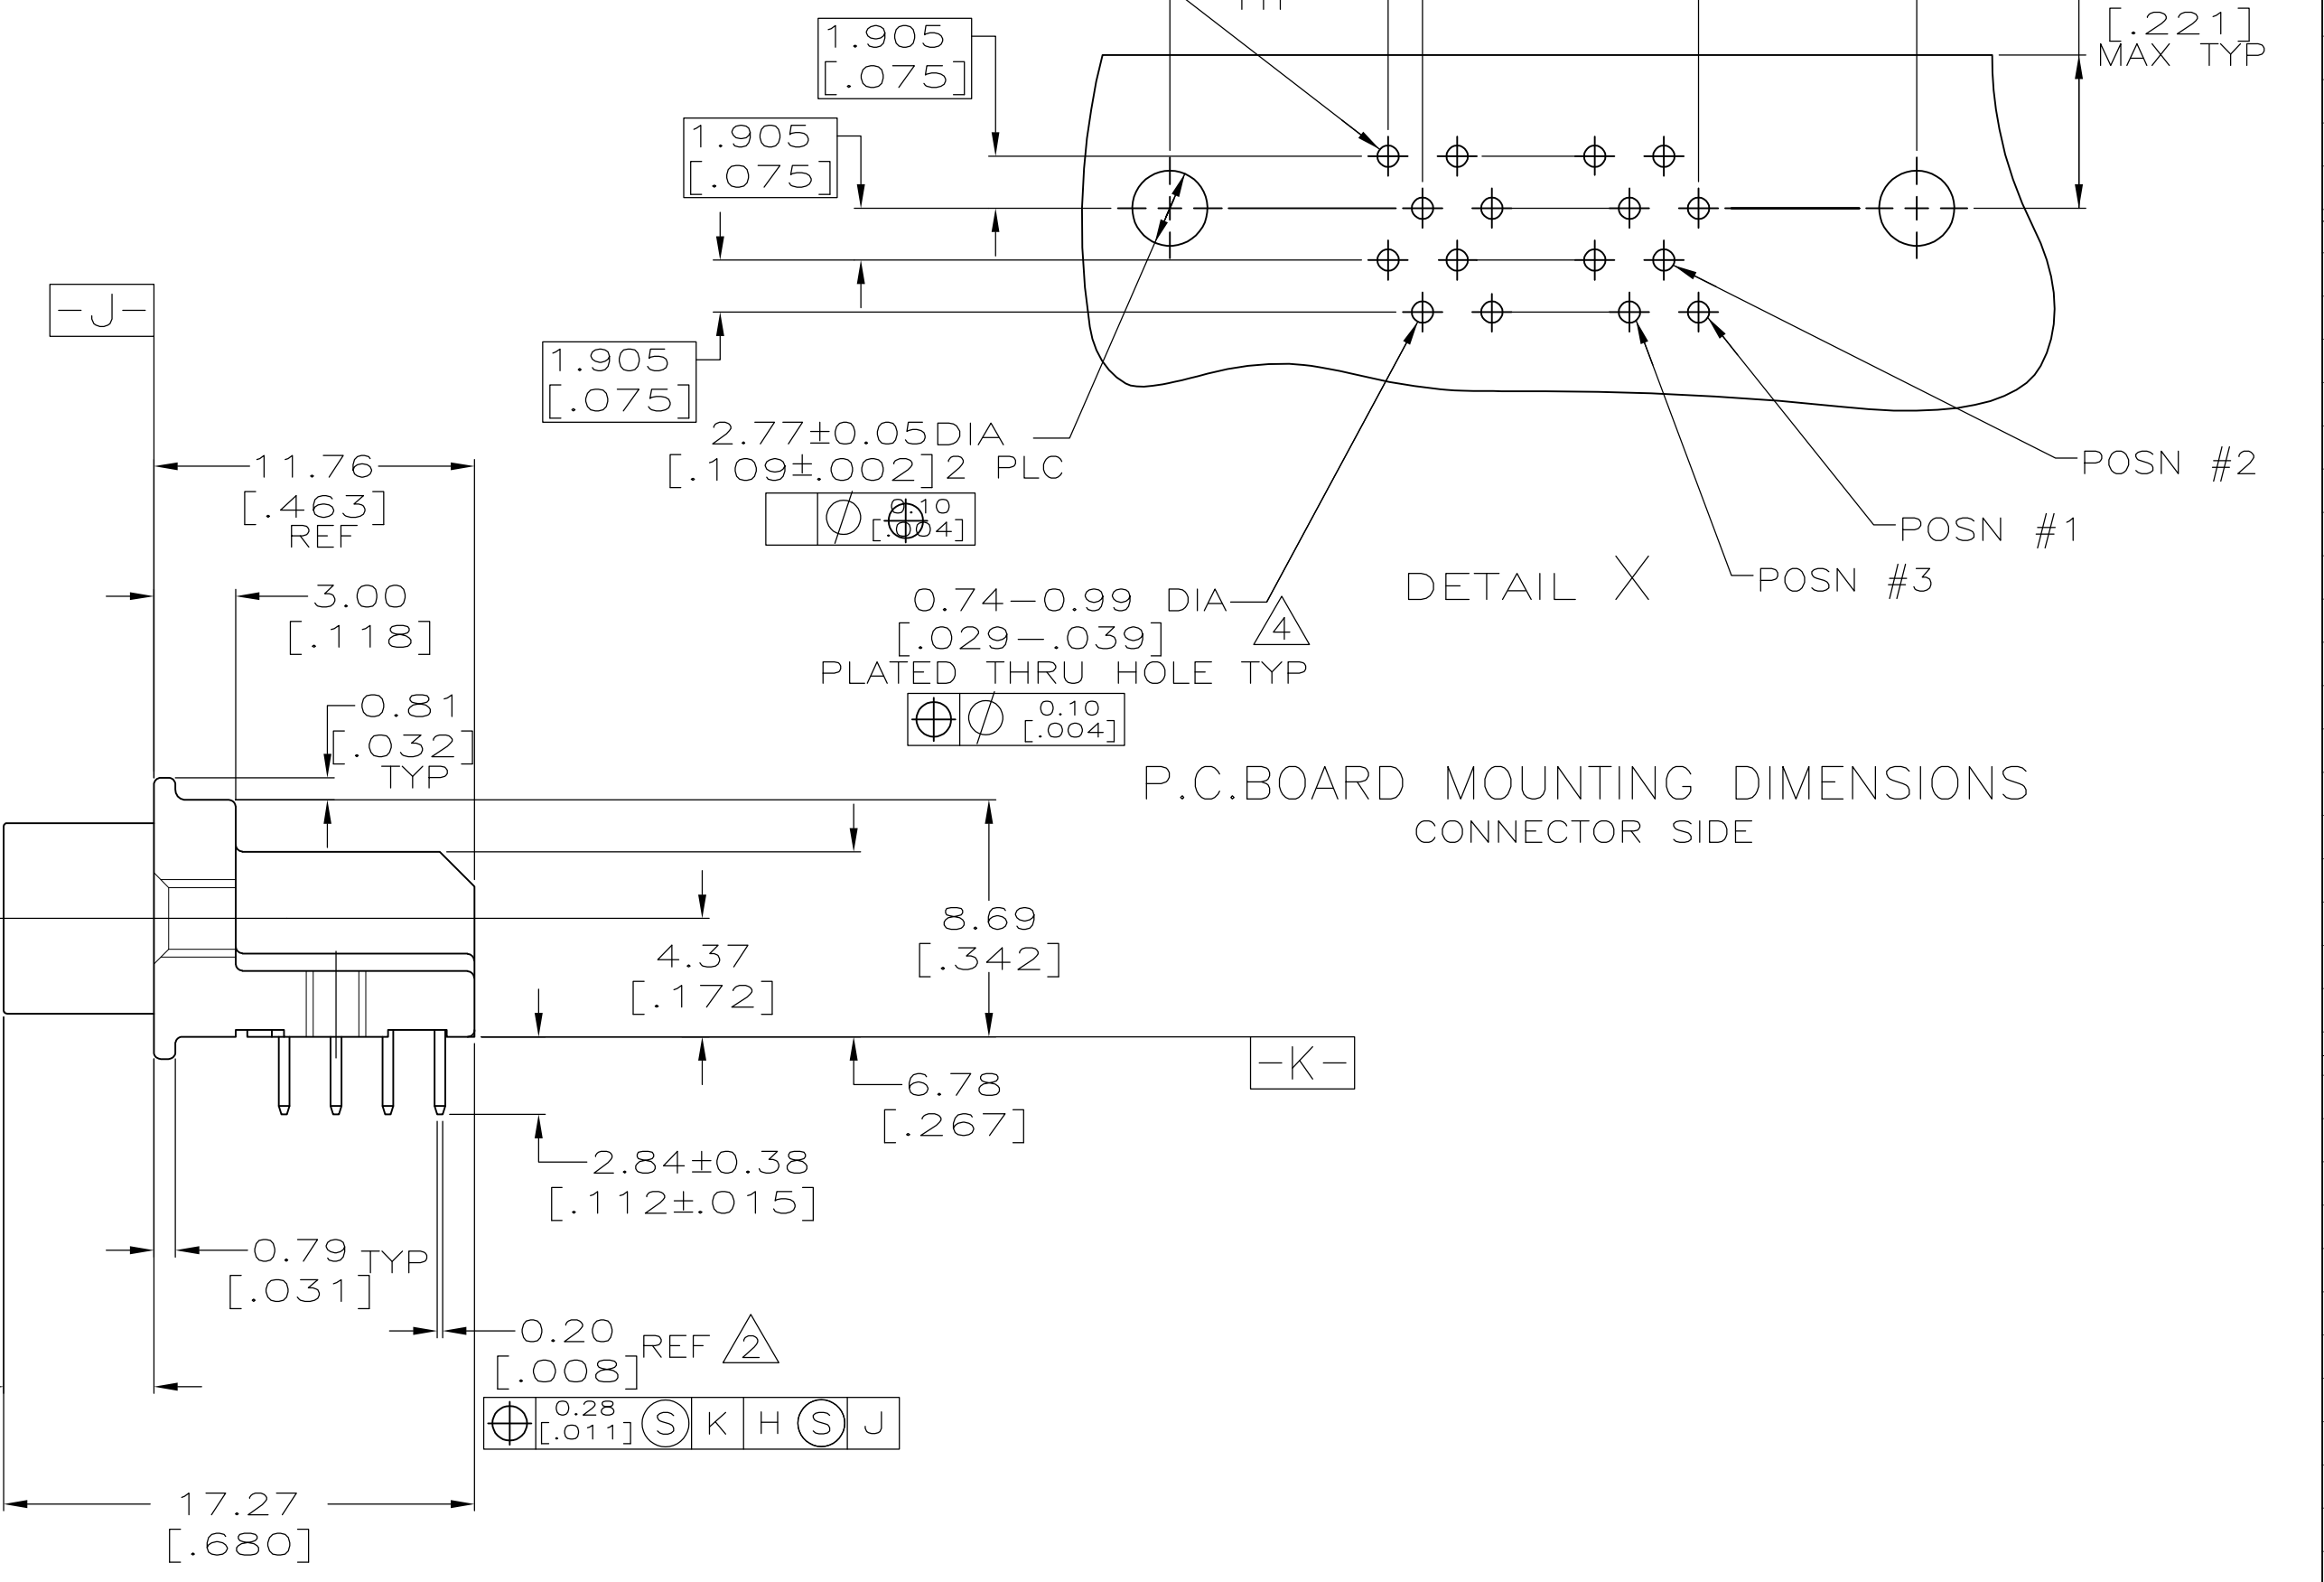 [.221]
MAX TYP
1.905
[.075]
1.905
[.075]
-J-
1.905
[.075]
2.77±0.05 DIA
[.109±.002] 2 PLC
0.10
[.004]
11.76
[.463]
REF
POSN #2
POSN #1
POSN #3
DETAIL X
3.00
[.118]
0.74-0.99 DIA
4
[.029-.039]
PLATED THRU HOLE TYP
⌖ ⌀ 0.10
[.004]
0.81
[.032]
TYP
P.C.BOARD MOUNTING DIMENSIONS
CONNECTOR SIDE
8.69
[.342]
4.37
[.172]
-K-
6.78
[.267]
2.84±0.38
[.112±.015]
0.79 TYP
[.031]
0.20 REF 2
[.008]
⌖ 0.28 Ⓢ K H Ⓢ J
[.011]
17.27
[.680]